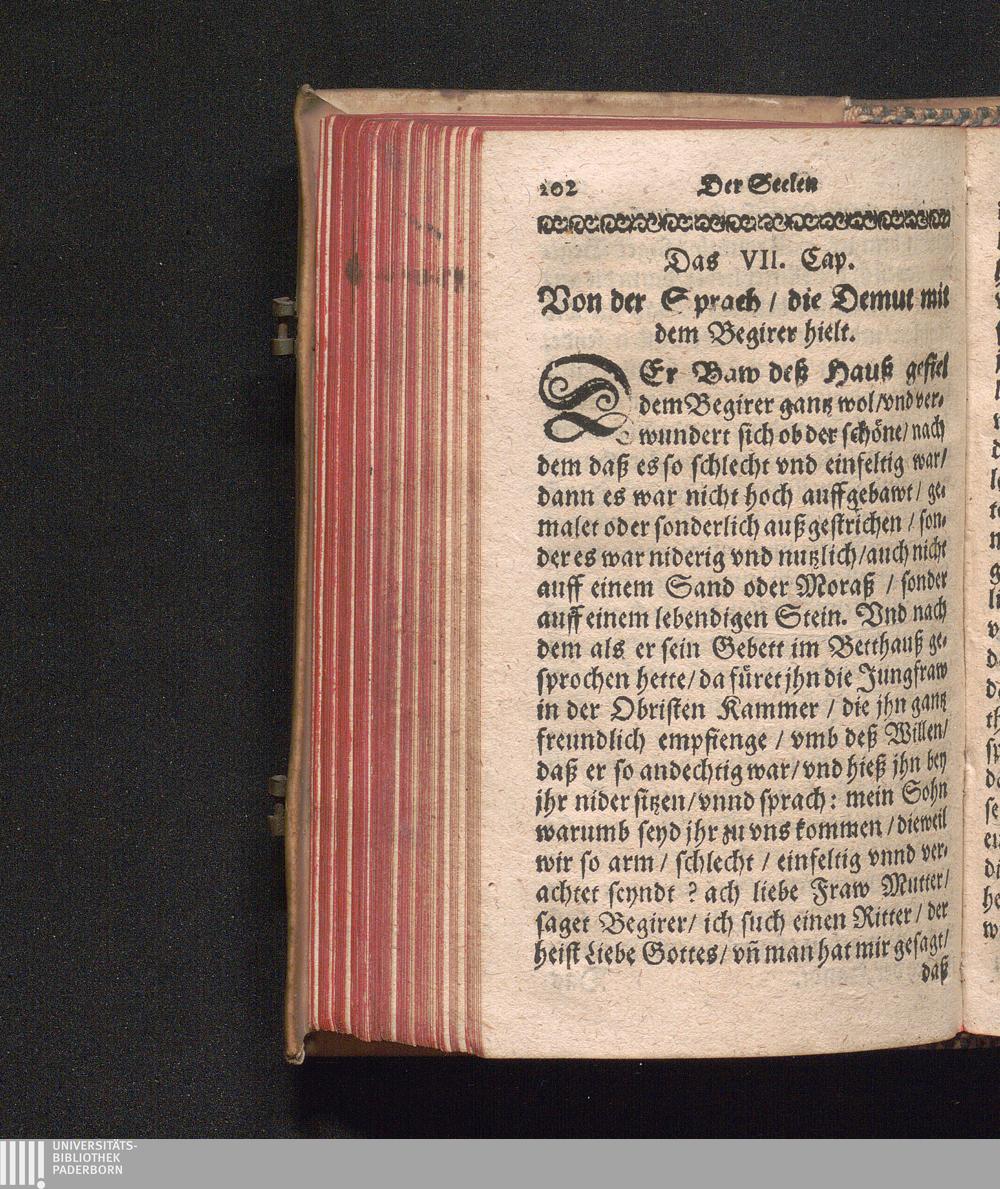 102
Der Seelen
Das VII. Cap.
Von der Sprach / die Demut mit
dem Begirer hielt.
DEr Baw deß Hauß gefiel
dem Begirer gantz wol/vnd ver-
wundert sich ob der schöne/ nach
dem daß es so schlecht vnd einfeltig war/
dann es war nicht hoch auffgebawt / ge-
malet oder sonderlich außgestrichen / son-
der es war niderig vnd nutzlich/auch nicht
auff einem Sand oder Moraß / sonder
auff einem lebendigen Stein. Vnd nach
dem als er sein Gebett im Betthauß ge-
sprochen hette/ da füret jhn die Jungfraw
in der Obristen Kammer / die jhn gantz
freundlich empfienge / vmb deß Willen/
daß er so andechtig war/ vnd hieß jhn bey
jhr nider sitzen/ vnnd sprach: mein Sohn
warumb seyd jhr zu vns kommen / dieweil
wir so arm / schlecht / einfeltig vnnd ver-
achtet seyndt ? ach liebe Fraw Mutter/
saget Begirer/ ich such einen Ritter / der
heist Liebe Gottes/ vñ man hat mir gesagt/
daß
UNIVERSITÄTS-
BIBLIOTHEK
PADERBORN